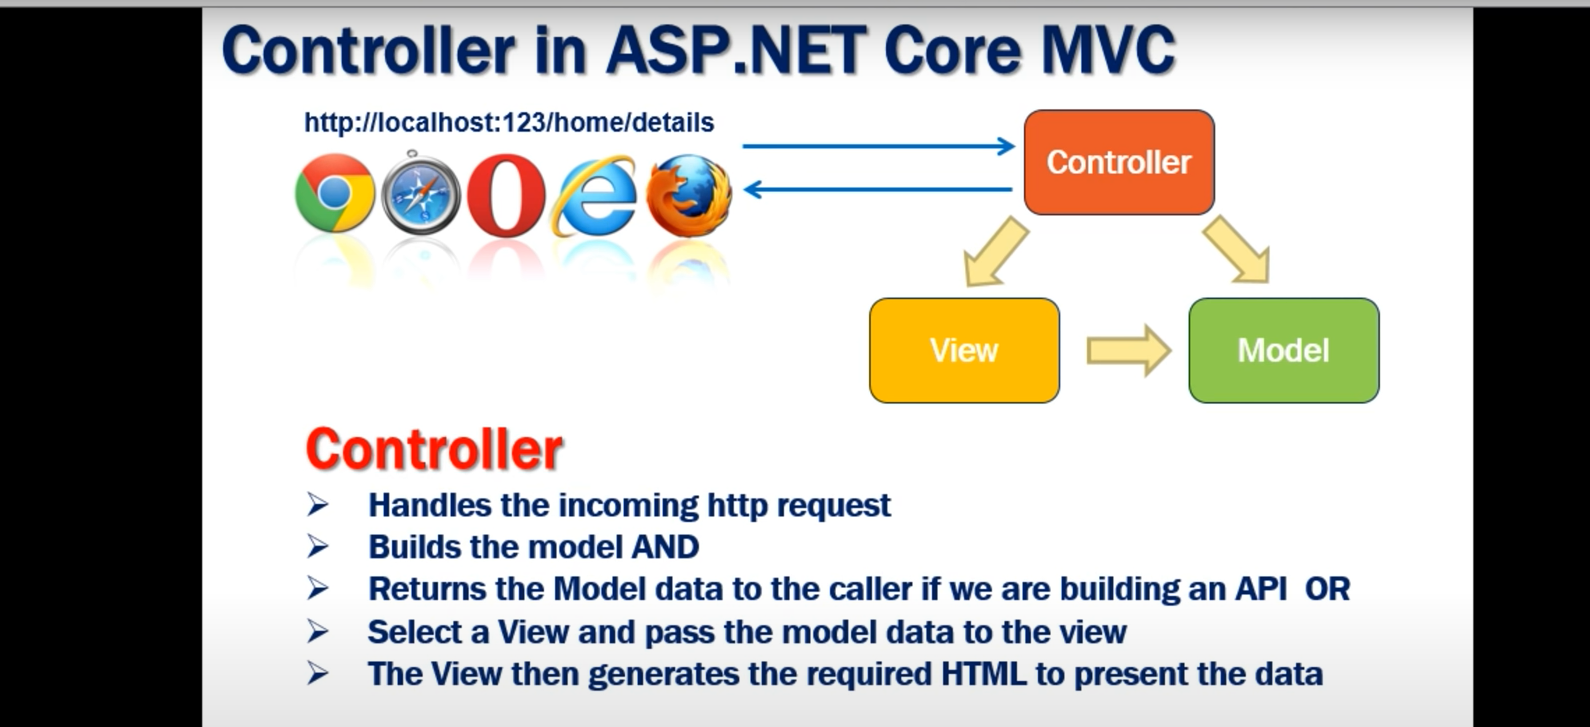 Controller in ASP.NET Core MVC
http://localhost:123/home/details
Controller
View
Model
Controller
Handles the incoming http request
Builds the model AND
Returns the Model data to the caller if we are building an API OR
Select a View and pass the model data to the view
The View then generates the required HTML to present the data